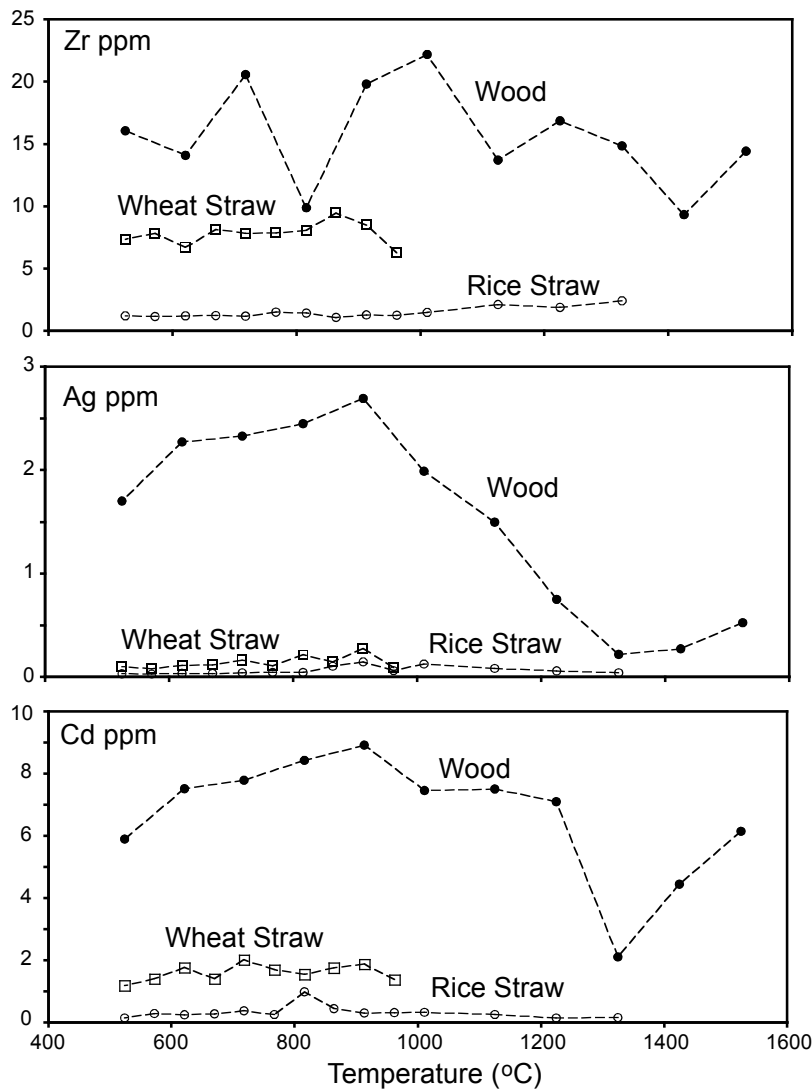 25
Zr ppm
20
Wood
15
10
Wheat Straw
5
Rice Straw
0
3
Ag ppm
2
Wood
1
Wheat Straw
Rice Straw
0
10
Cd ppm
8
Wood
6
4
Wheat Straw
2
Rice Straw
0
400 600 800 1000 1200 1400 1600
Temperature (°C)